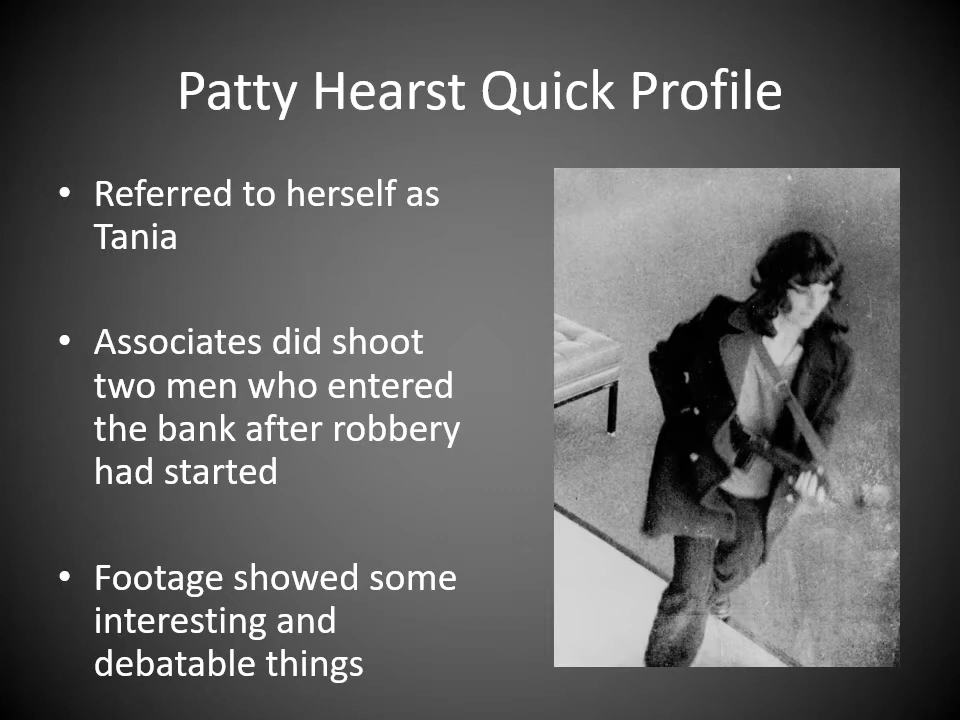 Patty Hearst Quick Profile
• Referred to herself as
Tania
• Associates did shoot
two men who entered
the bank after robbery
had started
• Footage showed some
interesting and
debatable things